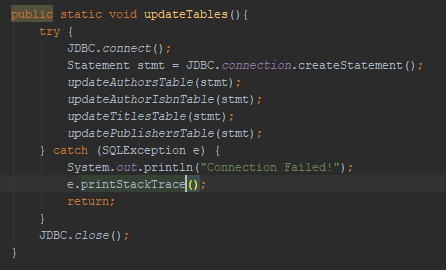 public static void updateTables(){
try {
JDBC.connect();
Statement stmt = JDBC.connection.createStatement();
updateAuthorsTable(stmt);
updateAuthorIsbnTable(stmt);
updateTitlesTable(stmt);
updatePublishersTable(stmt);
} catch (SQLException e) {
System.out.println("Connection Failed!");
e.printStackTrace();
return;
}
JDBC.close();
}